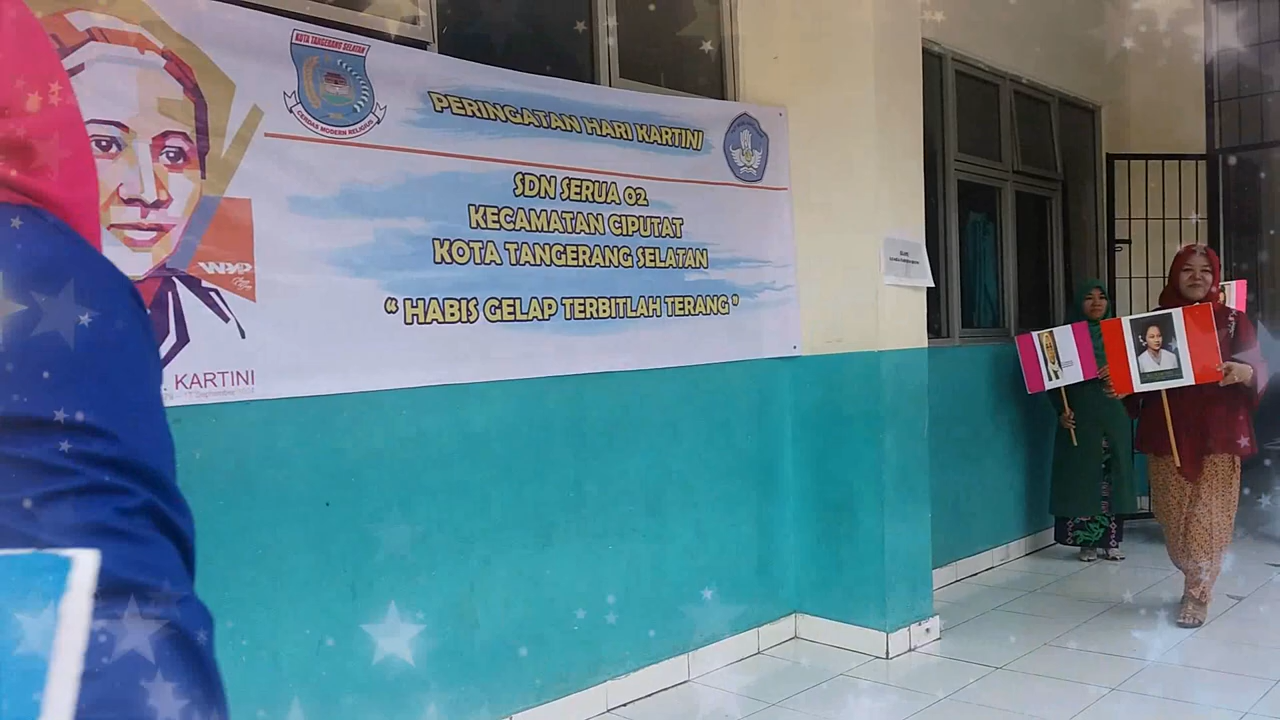 KOTA TANGERANG SELATAN
CERDAS MODERN RELIGIUS
PERINGATAN HARI KARTINI
SDN SERUA 02
KECAMATAN CIPUTAT
KOTA TANGERANG SELATAN
“ HABIS GELAP TERBITLAH TERANG ”
WPAP
KARTINI